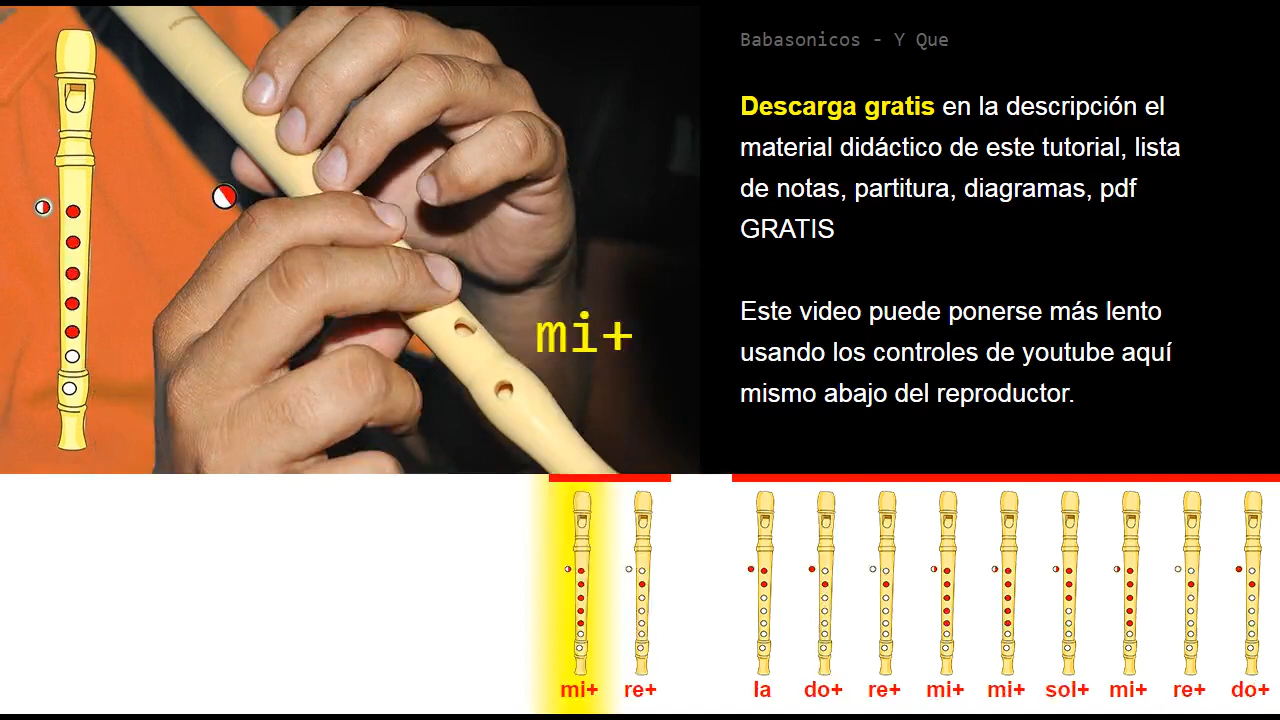 Babasonicos - Y Que
Descarga gratis en la descripción el
material didáctico de este tutorial, lista
de notas, partitura, diagramas, pdf
GRATIS
Este video puede ponerse más lento
usando los controles de youtube aquí
mismo abajo del reproductor.
mi+
mi+ re+ la do+ re+ mi+ mi+ sol+ mi+ re+ do+